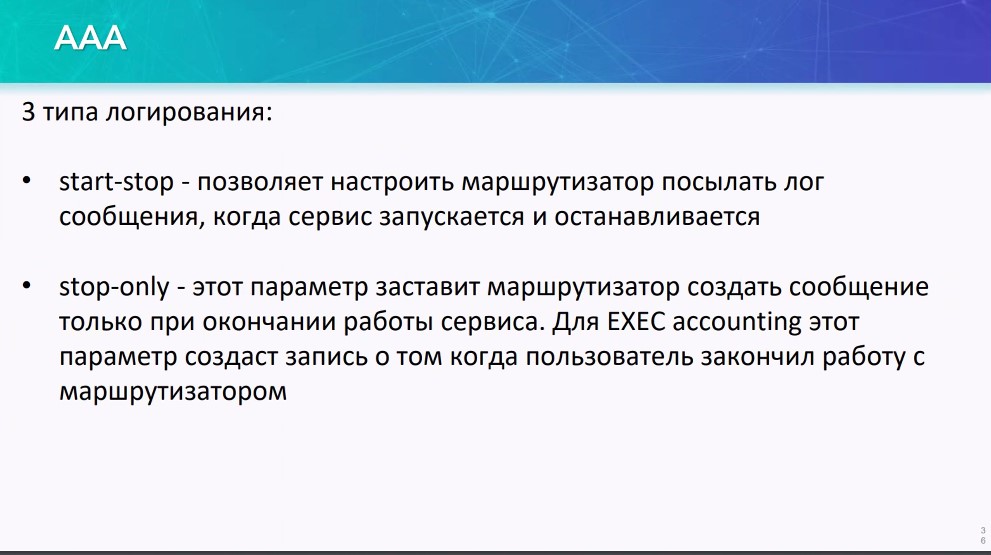 AAA
3 типа логирования:
• start-stop - позволяет настроить маршрутизатор посылать лог
сообщения, когда сервис запускается и останавливается
• stop-only - этот параметр заставит маршрутизатор создать сообщение
только при окончании работы сервиса. Для EXEC accounting этот
параметр создаст запись о том когда пользователь закончил работу с
маршрутизатором
3
6